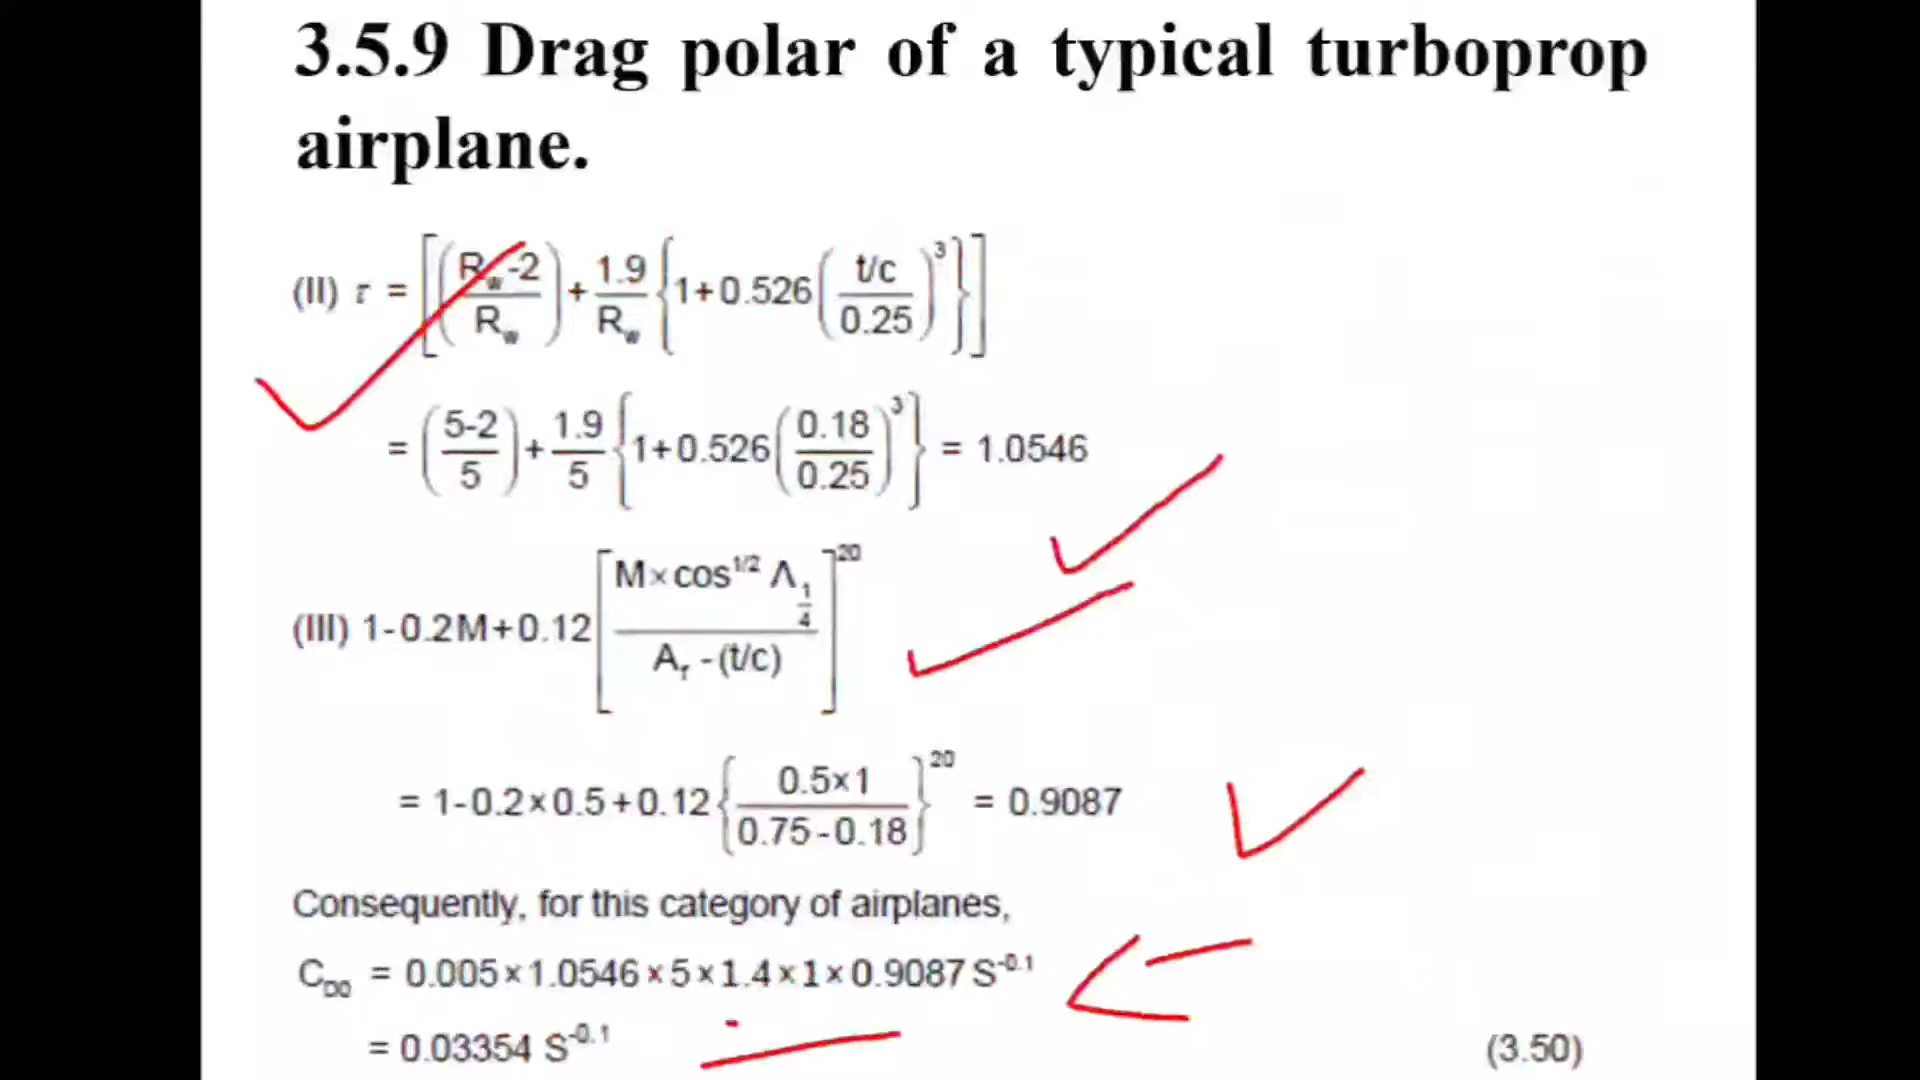 3.5.9 Drag polar of a typical turboprop
airplane.
(II) τ = [((R_w-2)/R_w) + 1.9/R_w {1+0.526((t/c)/0.25)^3}]
= ((5-2)/5) + 1.9/5 {1+0.526(0.18/0.25)^3} = 1.0546
(III) 1-0.2M+0.12[(M×cos^1/2 Λ_1/4)/(A_f -(t/c))]^20
= 1-0.2×0.5+0.12{(0.5×1)/(0.75-0.18)}^20 = 0.9087
Consequently, for this category of airplanes,
C_D0 = 0.005×1.0546×5×1.4×1×0.9087 S^-0.1
= 0.03354 S^-0.1 (3.50)